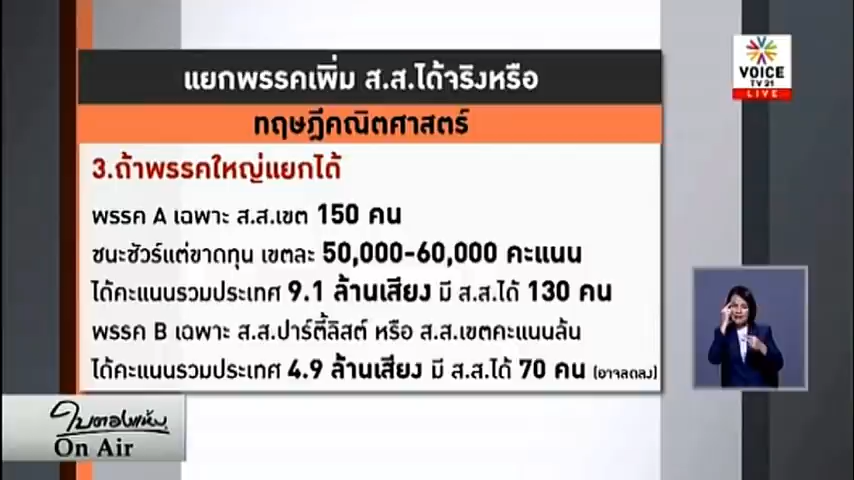 แยกพรรคเพิ่ม ส.ส.ได้จริงหรือ
ทฤษฎีคณิตศาสตร์
3.ถ้าพรรคใหญ่แยกได้
พรรค A เฉพาะ ส.ส.เขต 150 คน
ชนะชัวร์แต่ขาดทุน เขตละ 50,000-60,000 คะแนน
ได้คะแนนรวมประเทศ 9.1 ล้านเสียง มี ส.ส.ได้ 130 คน
พรรค B เฉพาะ ส.ส.ปาร์ตี้ลิสต์ หรือ ส.ส.เขตคะแนนล้น
ได้คะแนนรวมประเทศ 4.9 ล้านเสียง มี ส.ส.ได้ 70 คน (อาจลดลง)
VOICE
TV 21
LIVE
ใบตองแห้ง
On Air